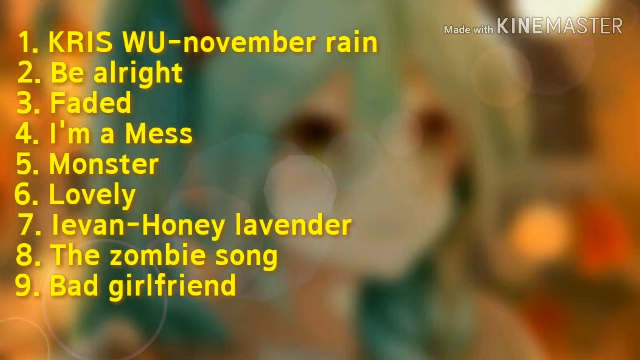 Made with KINEMASTER
1. KRIS WU-november rain
2. Be alright
3. Faded
4. I'm a Mess
5. Monster
6. Lovely
7. Ievan-Honey lavender
8. The zombie song
9. Bad girlfriend